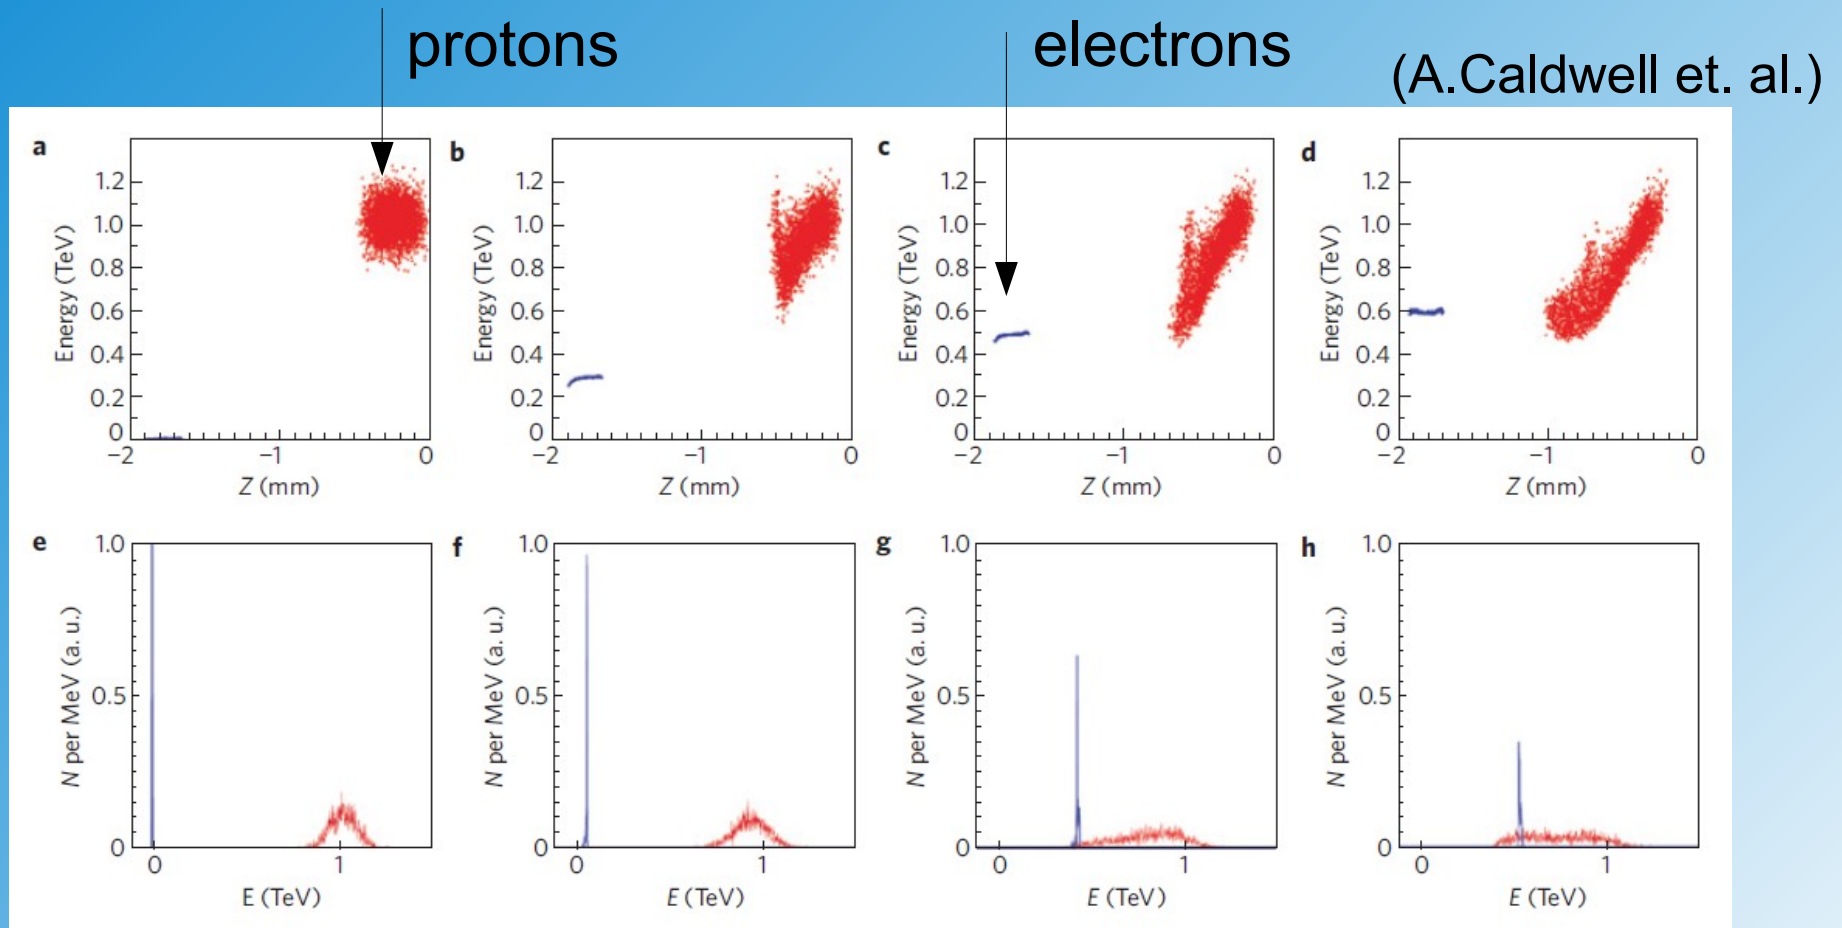 protons
electrons
(A.Caldwell et. al.)
a
1.2
1.0
0.8
0.6
0.4
0.2
0
Energy (TeV)
−2
−1
0
Z (mm)
b
1.2
1.0
0.8
0.6
0.4
0.2
0
Energy (TeV)
−2
−1
0
Z (mm)
c
1.2
1.0
0.8
0.6
0.4
0.2
0
Energy (TeV)
−2
−1
0
Z (mm)
d
1.2
1.0
0.8
0.6
0.4
0.2
0
Energy (TeV)
−2
−1
0
Z (mm)
e
1.0
0.5
0
N per MeV (a. u.)
0
1
E (TeV)
f
1.0
0.5
0
N per MeV (a. u.)
0
1
E (TeV)
g
1.0
0.5
0
N per MeV (a. u.)
0
1
E (TeV)
h
1.0
0.5
0
N per MeV (a. u.)
0
1
E (TeV)